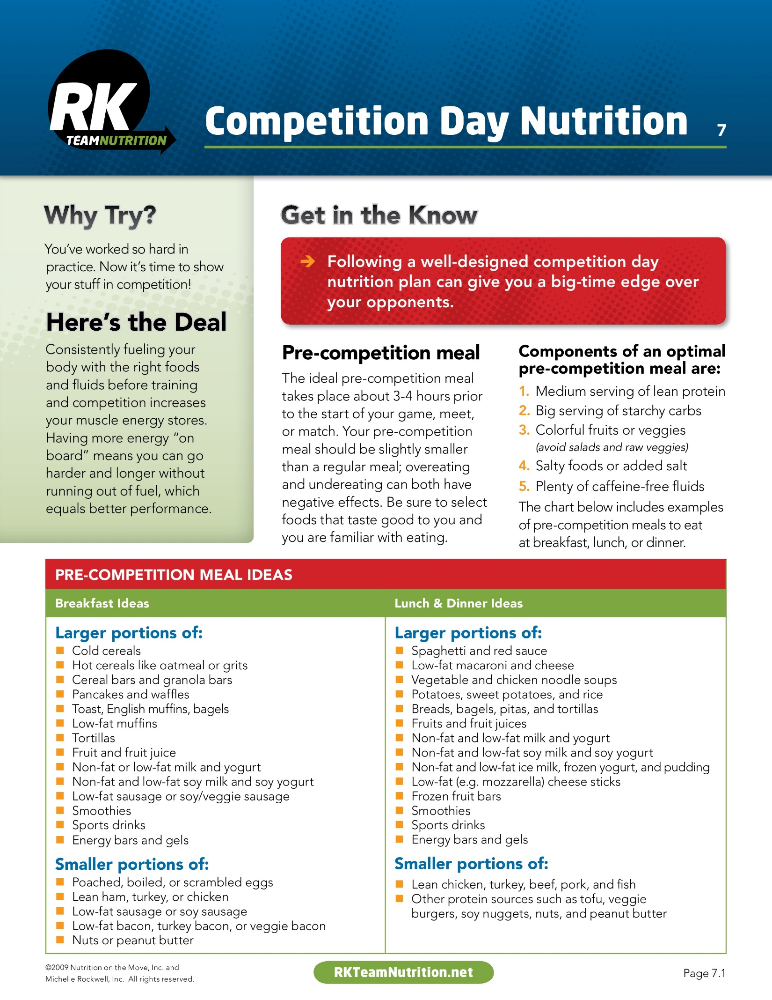 RK
TEAMNUTRITION
Competition Day Nutrition
7
Why Try?
You've worked so hard in
practice. Now it's time to show
your stuff in competition!
Here's the Deal
Consistently fueling your
body with the right foods
and fluids before training
and competition increases
your muscle energy stores.
Having more energy “on
board” means you can go
harder and longer without
running out of fuel, which
equals better performance.
Get in the Know
➔ Following a well-designed competition day
nutrition plan can give you a big-time edge over
your opponents.
Pre-competition meal
The ideal pre-competition meal
takes place about 3-4 hours prior
to the start of your game, meet,
or match. Your pre-competition
meal should be slightly smaller
than a regular meal; overeating
and undereating can both have
negative effects. Be sure to select
foods that taste good to you and
you are familiar with eating.
Components of an optimal
pre-competition meal are:
1. Medium serving of lean protein
2. Big serving of starchy carbs
3. Colorful fruits or veggies
(avoid salads and raw veggies)
4. Salty foods or added salt
5. Plenty of caffeine-free fluids
The chart below includes examples
of pre-competition meals to eat
at breakfast, lunch, or dinner.
PRE-COMPETITION MEAL IDEAS
Breakfast Ideas
Larger portions of:
■ Cold cereals
■ Hot cereals like oatmeal or grits
■ Cereal bars and granola bars
■ Pancakes and waffles
■ Toast, English muffins, bagels
■ Low-fat muffins
■ Tortillas
■ Fruit and fruit juice
■ Non-fat or low-fat milk and yogurt
■ Non-fat and low-fat soy milk and soy yogurt
■ Low-fat sausage or soy/veggie sausage
■ Smoothies
■ Sports drinks
■ Energy bars and gels
Smaller portions of:
■ Poached, boiled, or scrambled eggs
■ Lean ham, turkey, or chicken
■ Low-fat sausage or soy sausage
■ Low-fat bacon, turkey bacon, or veggie bacon
■ Nuts or peanut butter
Lunch & Dinner Ideas
Larger portions of:
■ Spaghetti and red sauce
■ Low-fat macaroni and cheese
■ Vegetable and chicken noodle soups
■ Potatoes, sweet potatoes, and rice
■ Breads, bagels, pitas, and tortillas
■ Fruits and fruit juices
■ Non-fat and low-fat milk and yogurt
■ Non-fat and low-fat soy milk and soy yogurt
■ Non-fat and low-fat ice milk, frozen yogurt, and pudding
■ Low-fat (e.g. mozzarella) cheese sticks
■ Frozen fruit bars
■ Smoothies
■ Sports drinks
■ Energy bars and gels
Smaller portions of:
■ Lean chicken, turkey, beef, pork, and fish
■ Other protein sources such as tofu, veggie
burgers, soy nuggets, nuts, and peanut butter
©2009 Nutrition on the Move, Inc. and
Michelle Rockwell, Inc. All rights reserved.
RKTeamNutrition.net
Page 7.1